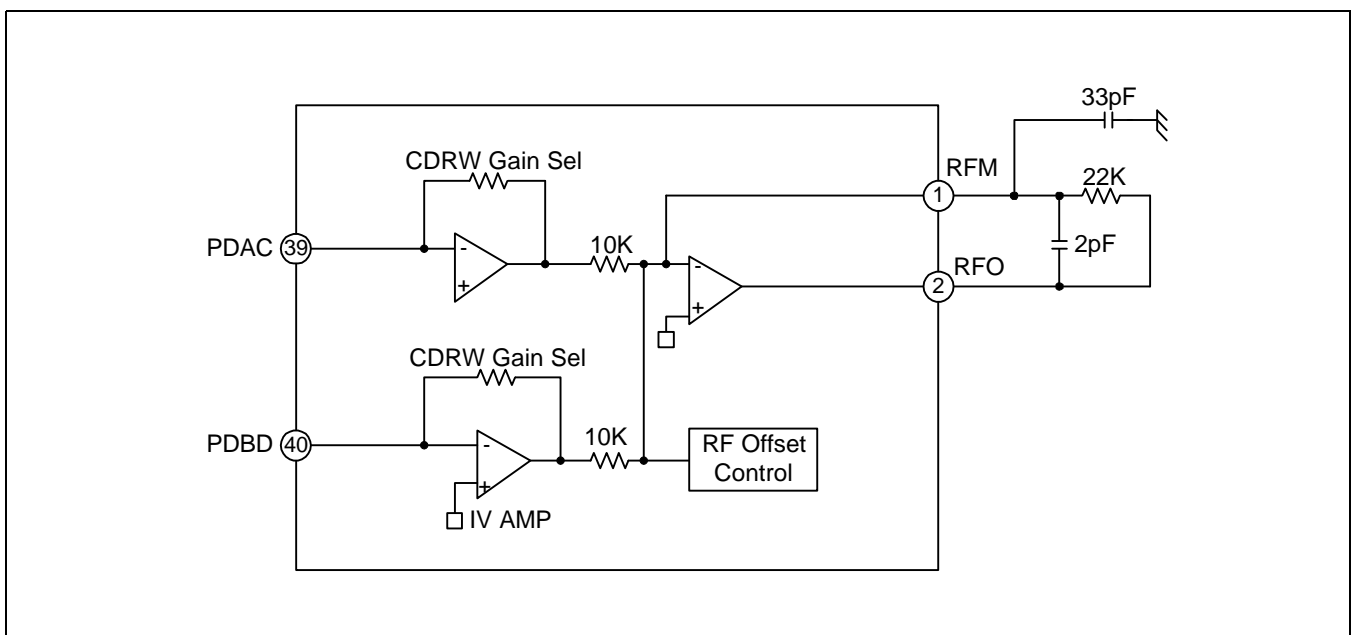 33pF
CDRW Gain Sel
RFM
22K
1
PDAC 39
-
+
10K
2pF
RFO
-
+
2
CDRW Gain Sel
10K
PDBD 40
-
+
RF Offset
Control
IV AMP